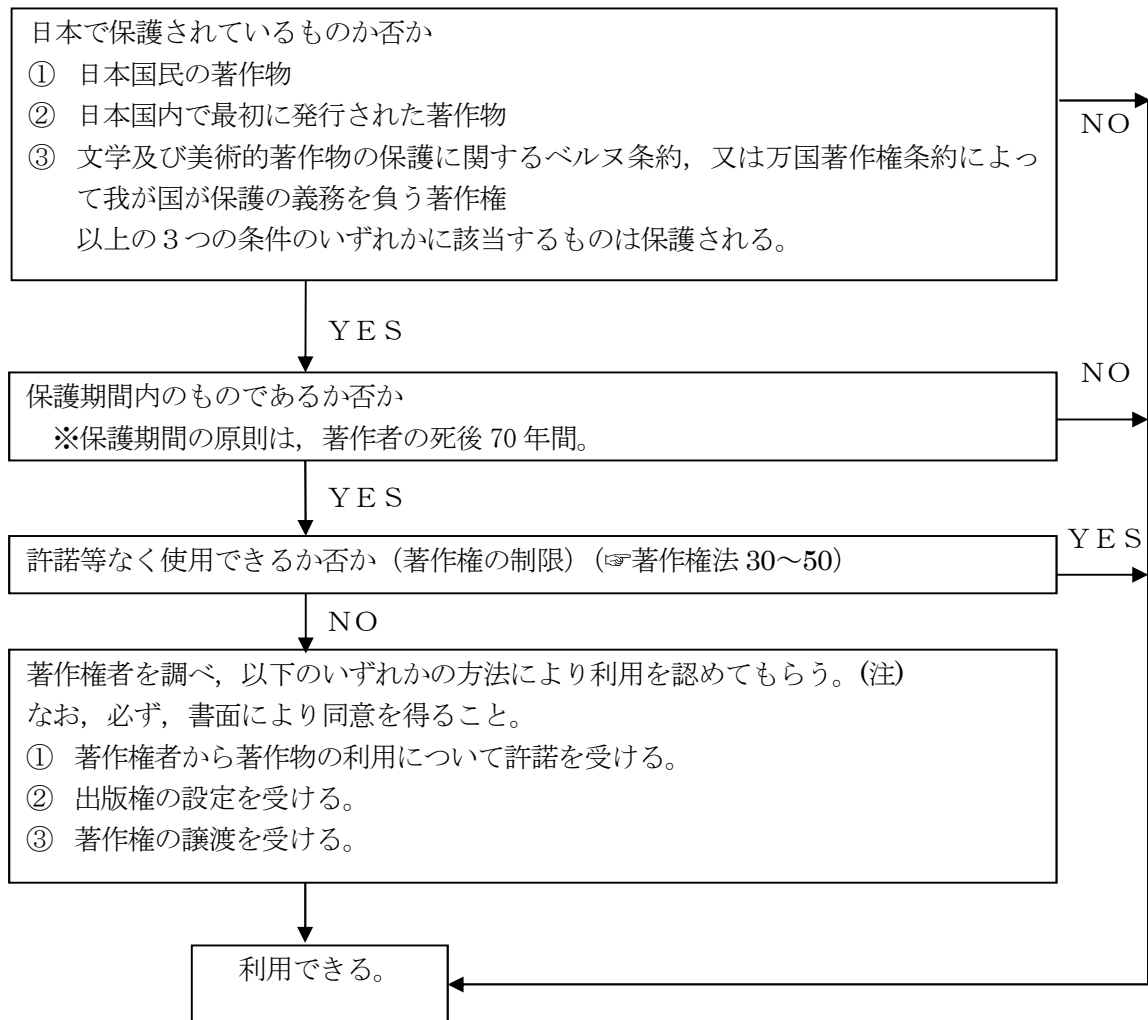 日本で保護されているものか否か
① 日本国民の著作物
② 日本国内で最初に発行された著作物
③ 文学及び美術的著作物の保護に関するベルヌ条約，又は万国著作権条約によっ
て我が国が保護の義務を負う著作権
以上の３つの条件のいずれかに該当するものは保護される。
ＮＯ
ＹＥＳ
保護期間内のものであるか否か
※保護期間の原則は，著作者の死後 70 年間。
ＮＯ
ＹＥＳ
許諾等なく使用できるか否か（著作権の制限）（☞著作権法 30～50）
ＹＥＳ
ＮＯ
著作権者を調べ，以下のいずれかの方法により利用を認めてもらう。(注)
なお，必ず，書面により同意を得ること。
① 著作権者から著作物の利用について許諾を受ける。
② 出版権の設定を受ける。
③ 著作権の譲渡を受ける。
利用できる。